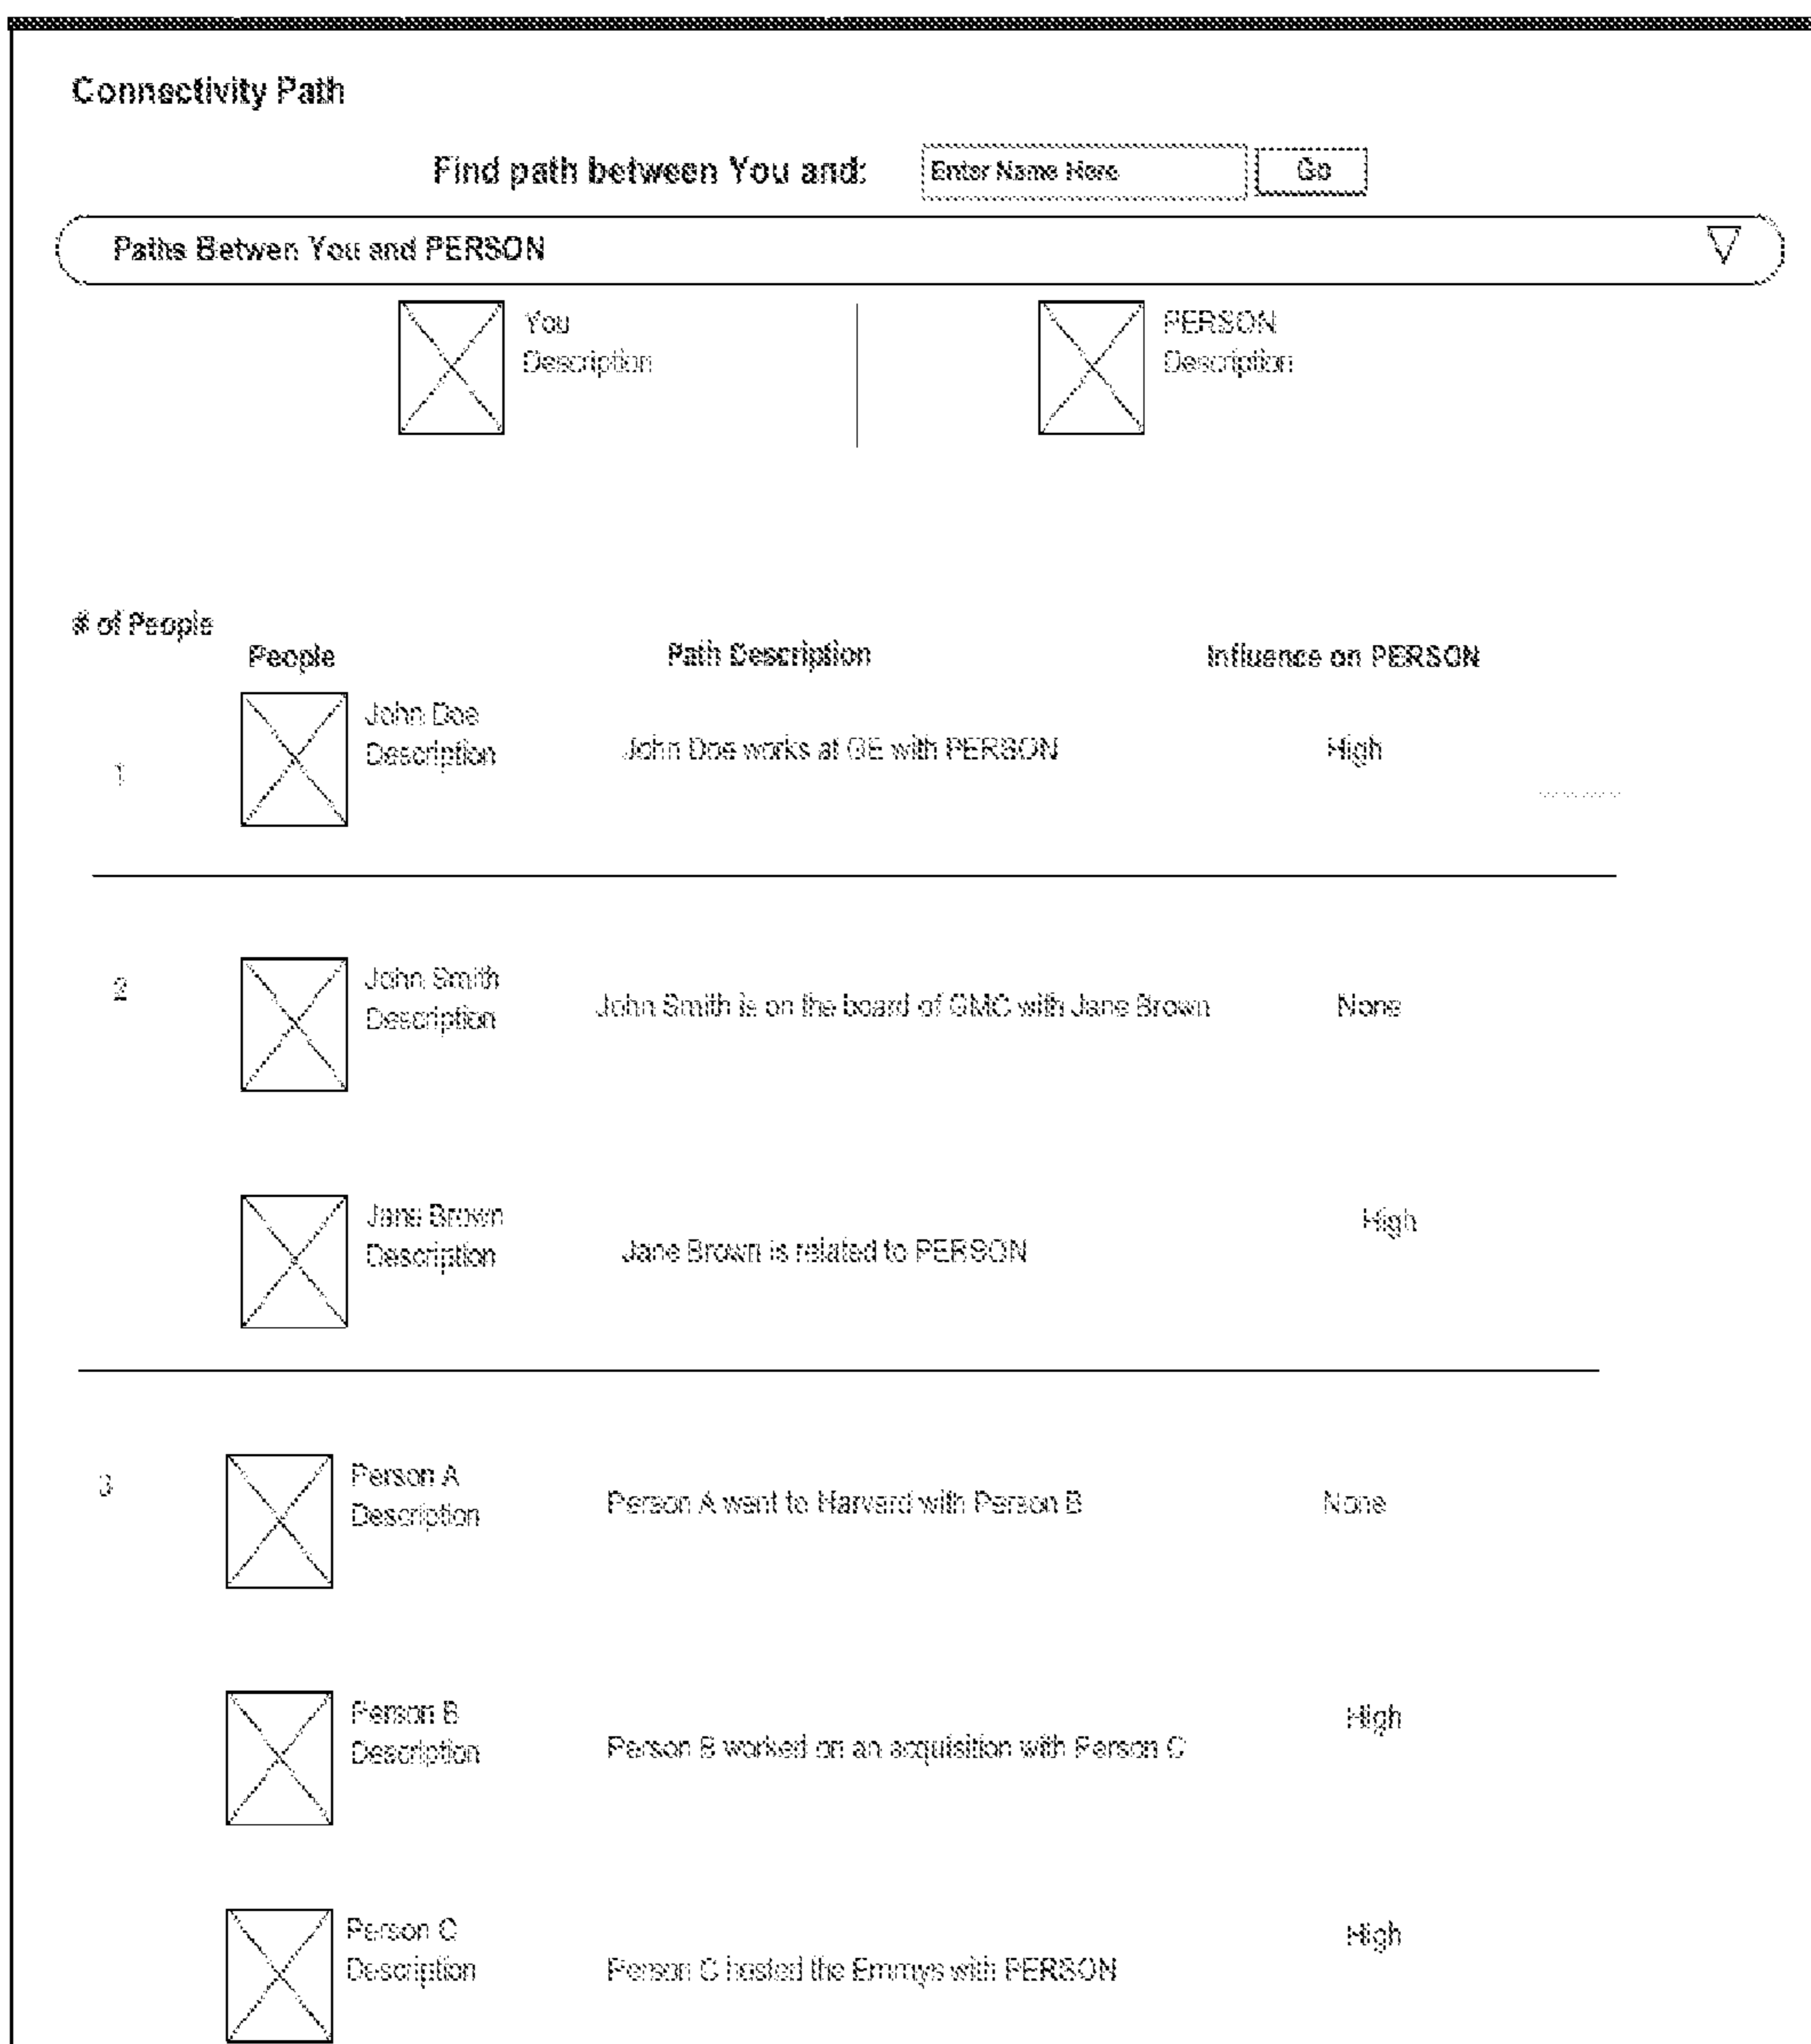 Connectivity Path
Find path between You and: Enter Name Here Go
Paths Betwen You and PERSON
You
Description
PERSON
Description
# of People
People Path Description Influence on PERSON
1
John Doe
Description
John Doe works at GE with PERSON
High
2
John Smith
Description
John Smith is on the board of GMC with Jane Brown
None
Jane Brown
Description
Jane Brown is related to PERSON
High
3
Person A
Description
Person A went to Harvard with Person B
None
Person B
Description
Person B worked on an acquisition with Person C
High
Person C
Description
Person C hosted the Emmys with PERSON
High